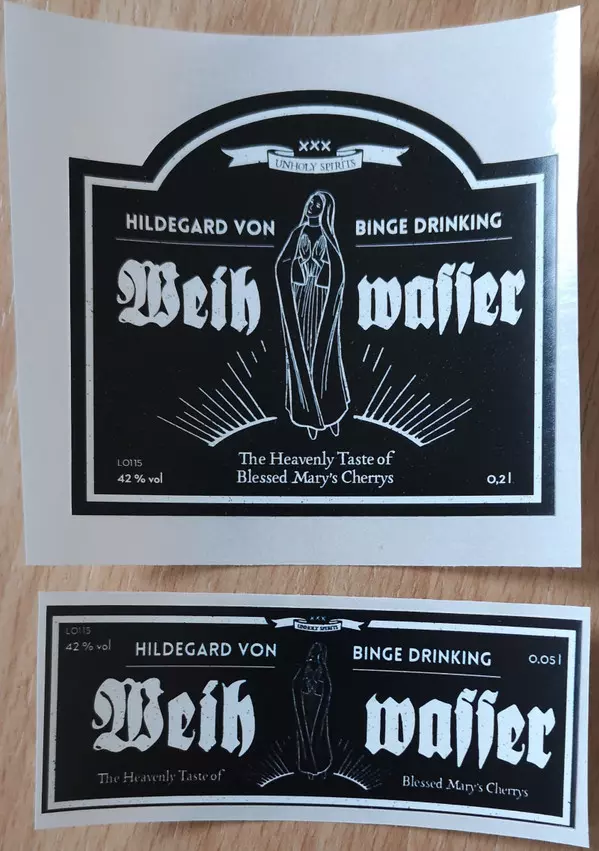 XXX
UNHOLY SPIRITS
HILDEGARD VON BINGE DRINKING
Weih waſſer
The Heavenly Taste of
Blessed Mary's Cherrys
L0115
42 % vol
0,2 l
XXX
UNHOLY SPIRITS
L0115
42 % vol
HILDEGARD VON BINGE DRINKING
0,05 l
Weih waſſer
The Heavenly Taste of Blessed Mary's Cherrys